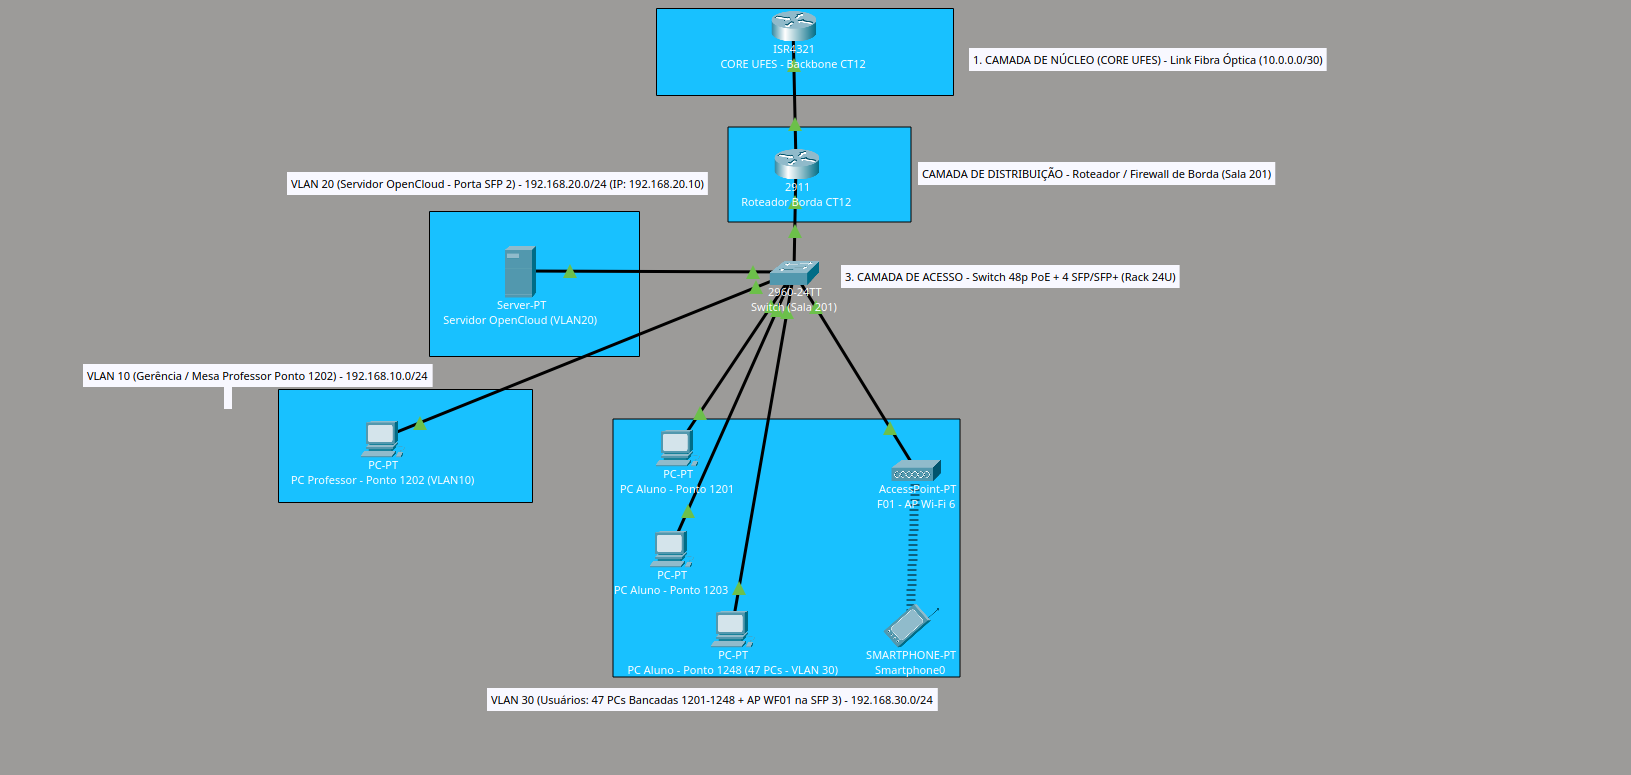 ISR4321
CORE UFES - Backbone CT12
1. CAMADA DE NÚCLEO (CORE UFES) - Link Fibra Óptica (10.0.0.0/30)
CAMADA DE DISTRIBUIÇÃO - Roteador / Firewall de Borda (Sala 201)
2911
Roteador Borda CT12
VLAN 20 (Servidor OpenCloud - Porta SFP 2) - 192.168.20.0/24 (IP: 192.168.20.10)
3. CAMADA DE ACESSO - Switch 48p PoE + 4 SFP/SFP+ (Rack 24U)
2960-24TT
Switch (Sala 201)
Server-PT
Servidor OpenCloud (VLAN20)
VLAN 10 (Gerência / Mesa Professor Ponto 1202) - 192.168.10.0/24
PC-PT
PC Professor - Ponto 1202 (VLAN10)
PC-PT
PC Aluno - Ponto 1201
AccessPoint-PT
F01 - AP Wi-Fi 6
PC-PT
PC Aluno - Ponto 1203
PC-PT
PC Aluno - Ponto 1248 (47 PCs - VLAN 30)
SMARTPHONE-PT
Smartphone0
VLAN 30 (Usuários: 47 PCs Bancadas 1201-1248 + AP WF01 na SFP 3) - 192.168.30.0/24